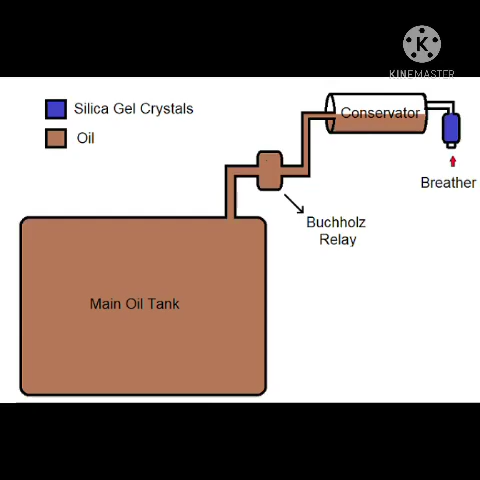 K
KINEMASTER
Silica Gel Crystals
Oil
Conservator
Breather
Buchholz
Relay
Main Oil Tank